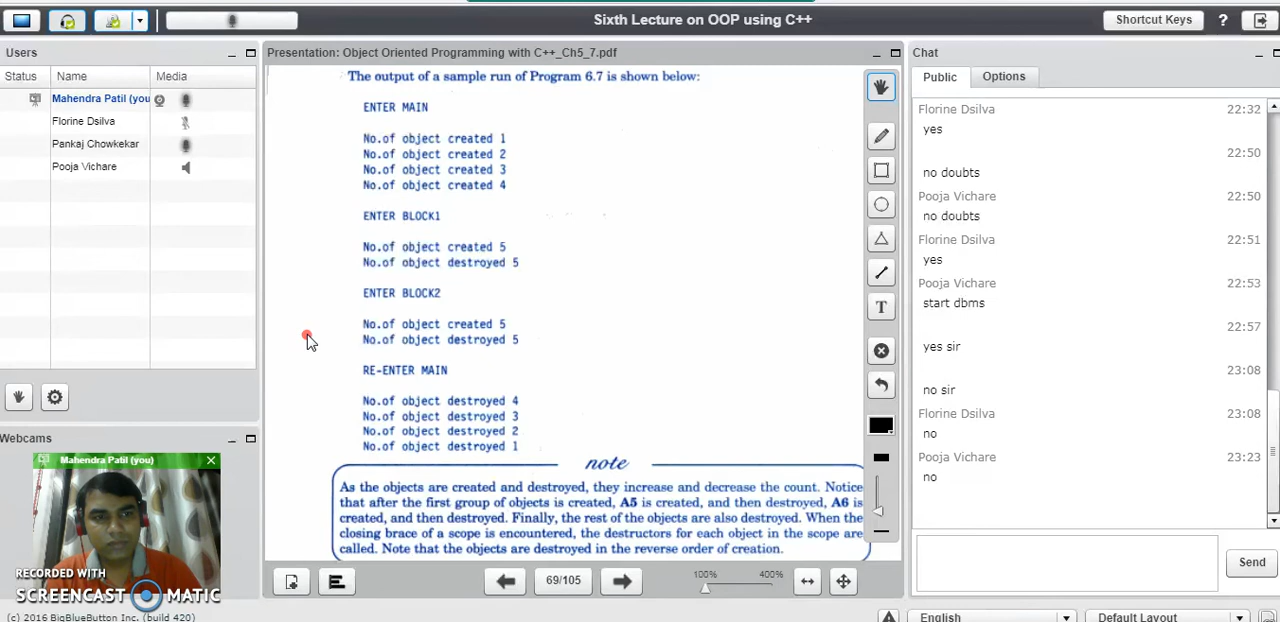 Sixth Lecture on OOP using C++
Shortcut Keys
?
Users
Status Name Media
Mahendra Patil (you)
Florine Dsilva
Pankaj Chowkekar
Pooja Vichare
Webcams
Mahendra Patil (you)
RECORDED WITH
SCREENCAST MATIC
(c) 2016 BigBlueButton Inc. (build 420)
Presentation: Object Oriented Programming with C++_Ch5_7.pdf
The output of a sample run of Program 6.7 is shown below:
ENTER MAIN
No.of object created 1
No.of object created 2
No.of object created 3
No.of object created 4
ENTER BLOCK1
No.of object created 5
No.of object destroyed 5
ENTER BLOCK2
No.of object created 5
No.of object destroyed 5
RE-ENTER MAIN
No.of object destroyed 4
No.of object destroyed 3
No.of object destroyed 2
No.of object destroyed 1
note
As the objects are created and destroyed, they increase and decrease the count. Notice
that after the first group of objects is created, A5 is created, and then destroyed, A6 is
created, and then destroyed. Finally, the rest of the objects are also destroyed. When the
closing brace of a scope is encountered, the destructors for each object in the scope are
called. Note that the objects are destroyed in the reverse order of creation.
T
69/105
100% 400%
Chat
Public Options
Florine Dsilva 22:32
yes
22:50
no doubts
Pooja Vichare 22:50
no doubts
Florine Dsilva 22:51
yes
Pooja Vichare 22:53
start dbms
22:57
yes sir
23:08
no sir
Florine Dsilva 23:08
no
Pooja Vichare 23:23
no
Send
English
Default Layout